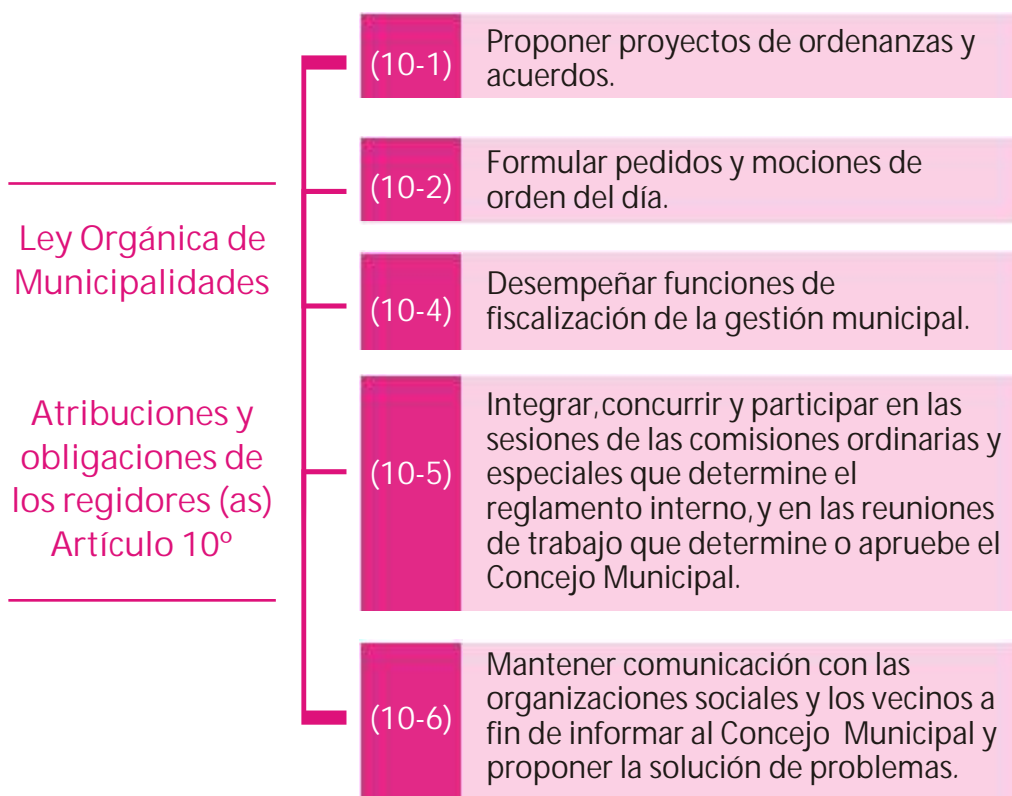 Ley Orgánica de
Municipalidades
Atribuciones y
obligaciones de
los regidores (as)
Artículo 10º
(10-1)
Proponer proyectos de ordenanzas y
acuerdos.
(10-2)
Formular pedidos y mociones de
orden del día.
(10-4)
Desempeñar funciones de
fiscalización de la gestión municipal.
(10-5)
Integrar, concurrir y participar en las
sesiones de las comisiones ordinarias y
especiales que determine el
reglamento interno, y en las reuniones
de trabajo que determine o apruebe el
Concejo Municipal.
(10-6)
Mantener comunicación con las
organizaciones sociales y los vecinos a
fin de informar al Concejo Municipal y
proponer la solución de problemas.